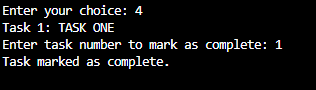 Enter your choice: 4
Task 1: TASK ONE
Enter task number to mark as complete: 1
Task marked as complete.